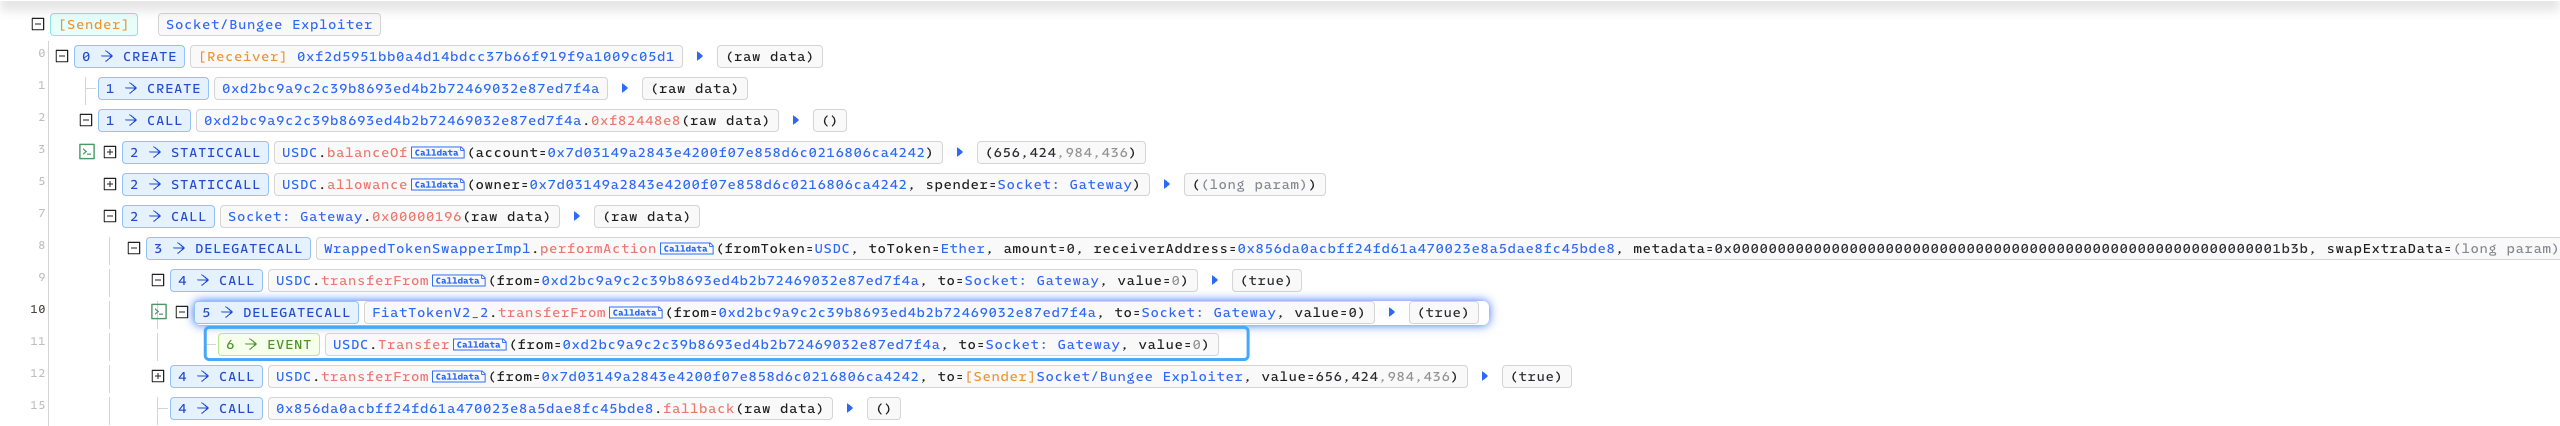 [Sender] Socket/Bungee Exploiter
0 0 → CREATE [Receiver] 0xf2d5951bb0a4d14bdcc37b66f919f9a1009c05d1 (raw data)
1 1 → CREATE 0xd2bc9a9c2c39b8693ed4b2b72469032e87ed7f4a (raw data)
2 1 → CALL 0xd2bc9a9c2c39b8693ed4b2b72469032e87ed7f4a.0xf82448e8(raw data) ()
3 2 → STATICCALL USDC.balanceOf Calldata (account=0x7d03149a2843e4200f07e858d6c0216806ca4242) (656,424,984,436)
5 2 → STATICCALL USDC.allowance Calldata (owner=0x7d03149a2843e4200f07e858d6c0216806ca4242, spender=Socket: Gateway) ((long param))
7 2 → CALL Socket: Gateway.0x00000196(raw data) (raw data)
8 3 → DELEGATECALL WrappedTokenSwapperImpl.performAction Calldata (fromToken=USDC, toToken=Ether, amount=0, receiverAddress=0x856da0acbff24fd61a470023e8a5dae8fc45bde8, metadata=0x0000000000000000000000000000000000000000000000000000000000001b3b, swapExtraData=(long param)
9 4 → CALL USDC.transferFrom Calldata (from=0xd2bc9a9c2c39b8693ed4b2b72469032e87ed7f4a, to=Socket: Gateway, value=0) (true)
10 5 → DELEGATECALL FiatTokenV2_2.transferFrom Calldata (from=0xd2bc9a9c2c39b8693ed4b2b72469032e87ed7f4a, to=Socket: Gateway, value=0) (true)
11 6 → EVENT USDC.Transfer Calldata (from=0xd2bc9a9c2c39b8693ed4b2b72469032e87ed7f4a, to=Socket: Gateway, value=0)
12 4 → CALL USDC.transferFrom Calldata (from=0x7d03149a2843e4200f07e858d6c0216806ca4242, to=[Sender]Socket/Bungee Exploiter, value=656,424,984,436) (true)
15 4 → CALL 0x856da0acbff24fd61a470023e8a5dae8fc45bde8.fallback(raw data) ()